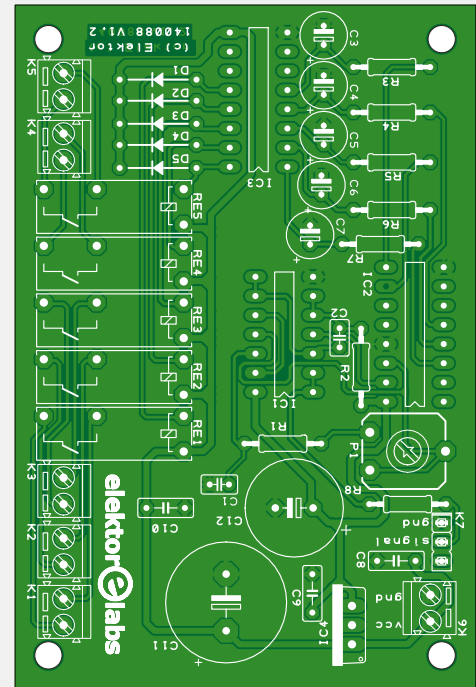 140088 V1.2
(c) Elektor
K5
K4
D1
D2
D3
D4
D5
IC3
C3
C4
C5
C6
C7
R3
R4
R5
R6
R7
RE5
RE4
RE3
RE2
RE1
IC2
C2
R2
IC1
R1
P1
R8
K3
K2
K1
elektor e labs
C1
C10
C12
C11
C9
C8
IC4
K7
gnd
signal
K6
gnd
vcc